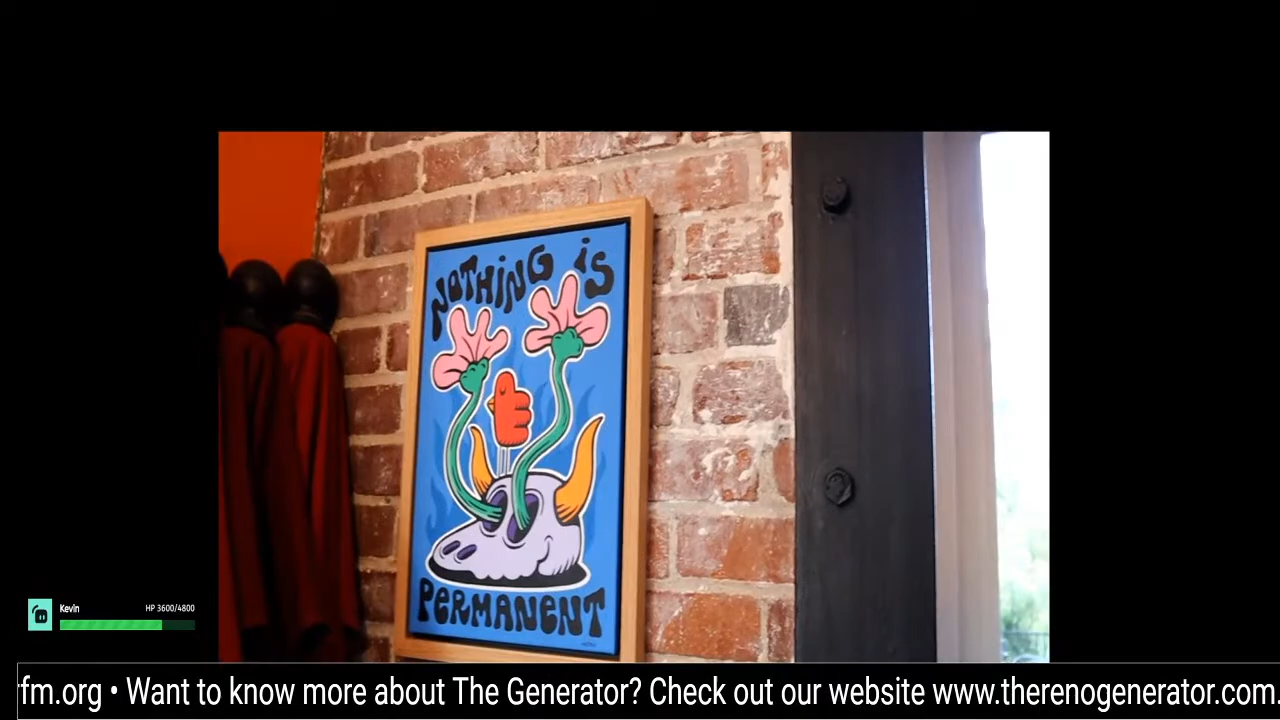 NOTHING iS
PERMANENT
Kevin
HP 3600/4800
fm.org • Want to know more about The Generator? Check out our website www.therenogenerator.com.